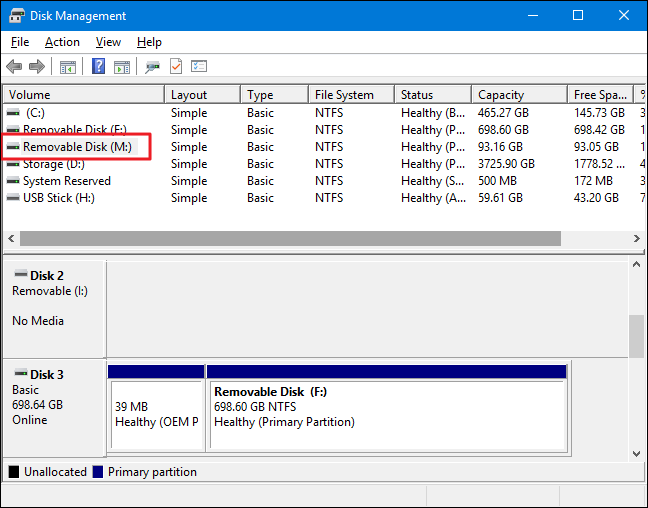 Disk Management
File Action View Help
Volume Layout Type File System Status Capacity Free Spa... %
(C:) Simple Basic NTFS Healthy (B... 465.27 GB 145.73 GB 3
Removable Disk (F:) Simple Basic NTFS Healthy (P... 698.60 GB 698.42 GB 1
Removable Disk (M:) Simple Basic NTFS Healthy (P... 93.16 GB 93.05 GB 1
Storage (D:) Simple Basic NTFS Healthy (P... 3725.90 GB 1778.52 ... 4
System Reserved Simple Basic NTFS Healthy (S... 500 MB 172 MB 3
USB Stick (H:) Simple Basic NTFS Healthy (A... 59.61 GB 43.20 GB 7
Disk 2
Removable (I:)
No Media
Disk 3
Basic
698.64 GB
Online
39 MB
Healthy (OEM P
Removable Disk (F:)
698.60 GB NTFS
Healthy (Primary Partition)
Unallocated Primary partition